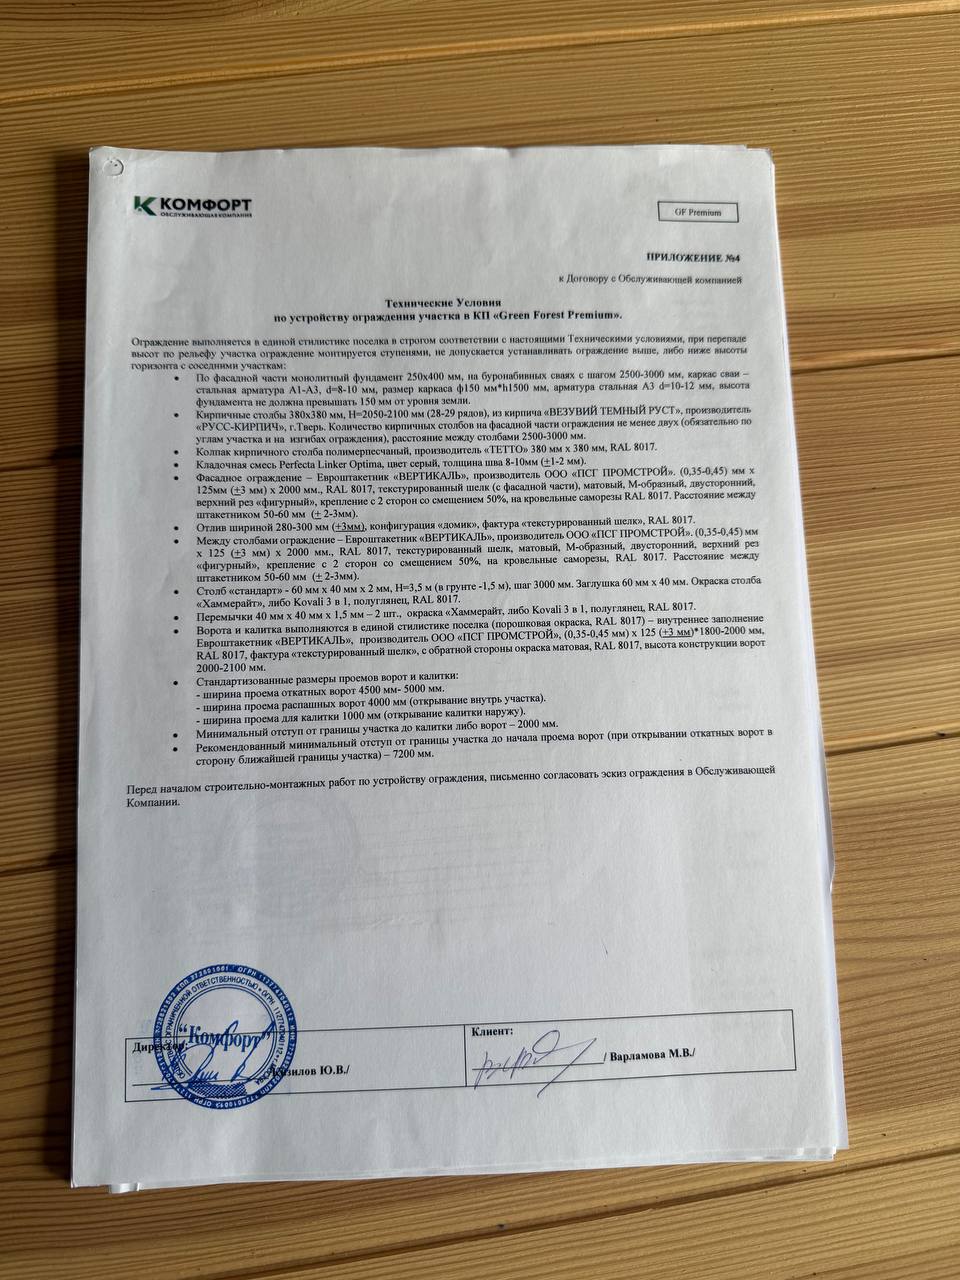 КОМФОРТ
ОБСЛУЖИВАЮЩАЯ КОМПАНИЯ
GF Premium
ПРИЛОЖЕНИЕ №4
к Договору с Обслуживающей компанией
Технические Условия
по устройству ограждения участка в КП «Green Forest Premium».
Ограждение выполняется в единой стилистике поселка в строгом соответствии с настоящими Техническими условиями, при перепаде
высот по рельефу участка ограждение монтируется ступенями, не допускается устанавливать ограждение выше, либо ниже высоты
горизонта с соседними участкам:
• По фасадной части монолитный фундамент 250х400 мм, на буронабивных сваях с шагом 2500-3000 мм, каркас сваи –
стальная арматура А1-А3, d=8-10 мм, размер каркаса ф150 мм*h1500 мм, арматура стальная А3 d=10-12 мм, высота
фундамента не должна превышать 150 мм от уровня земли.
• Кирпичные столбы 380х380 мм, Н=2050-2100 мм (28-29 рядов), из кирпича «ВЕЗУВИЙ ТЕМНЫЙ РУСТ», производитель
«РУСС-КИРПИЧ», г.Тверь. Количество кирпичных столбов на фасадной части ограждения не менее двух (обязательно по
углам участка и на изгибах ограждения), расстояние между столбами 2500-3000 мм.
• Колпак кирпичного столба полимерпесчаный, производитель «ТЕТТО» 380 мм х 380 мм, RAL 8017.
• Кладочная смесь Perfecta Linker Optima, цвет серый, толщина шва 8-10мм (±1-2 мм).
• Фасадное ограждение – Евроштакетник «ВЕРТИКАЛЬ», производитель ООО «ПСГ ПРОМСТРОЙ». (0,35-0,45) мм х
125мм (±3 мм) х 2000 мм., RAL 8017, текстурированный шелк (с фасадной части), матовый, М-образный, двусторонний,
верхний рез «фигурный», крепление с 2 сторон со смещением 50%, на кровельные саморезы RAL 8017. Расстояние между
штакетником 50-60 мм (± 2-3мм).
• Отлив шириной 280-300 мм (±3мм), конфигурация «домик», фактура «текстурированный шелк», RAL 8017.
• Между столбами ограждение – Евроштакетник «ВЕРТИКАЛЬ», производитель ООО «ПСГ ПРОМСТРОЙ». (0,35-0,45) мм
х 125 (±3 мм) х 2000 мм., RAL 8017, текстурированный шелк, матовый, М-образный, двусторонний, верхний рез
«фигурный», крепление с 2 сторон со смещением 50%, на кровельные саморезы, RAL 8017. Расстояние между
штакетником 50-60 мм (± 2-3мм).
• Столб «стандарт» - 60 мм х 40 мм х 2 мм, Н=3,5 м (в грунте -1,5 м), шаг 3000 мм. Заглушка 60 мм х 40 мм. Окраска столба
«Хаммерайт», либо Kovali 3 в 1, полуглянец, RAL 8017.
• Перемычки 40 мм х 40 мм х 1,5 мм – 2 шт., окраска «Хаммерайт, либо Kovali 3 в 1, полуглянец, RAL 8017.
• Ворота и калитка выполняются в единой стилистике поселка (порошковая окраска, RAL 8017) – внутреннее заполнение
Евроштакетник «ВЕРТИКАЛЬ», производитель ООО «ПСГ ПРОМСТРОЙ», (0,35-0,45 мм) х 125 (±3 мм)*1800-2000 мм,
RAL 8017, фактура «текстурированный шелк», с обратной стороны окраска матовая, RAL 8017, высота конструкции ворот
2000-2100 мм.
• Стандартизованные размеры проемов ворот и калитки:
- ширина проема откатных ворот 4500 мм- 5000 мм.
- ширина проема распашных ворот 4000 мм (открывание внутрь участка).
- ширина проема для калитки 1000 мм (открывание калитки наружу).
• Минимальный отступ от границы участка до калитки либо ворот – 2000 мм.
• Рекомендованный минимальный отступ от границы участка до начала проема ворот (при открывании откатных ворот в
сторону ближайшей границы участка) – 7200 мм.
Перед началом строительно-монтажных работ по устройству ограждения, письменно согласовать эскиз ограждения в Обслуживающей
Компании.
"Комфорт"
Директор:
Клиент:
/ Варламова М.В./